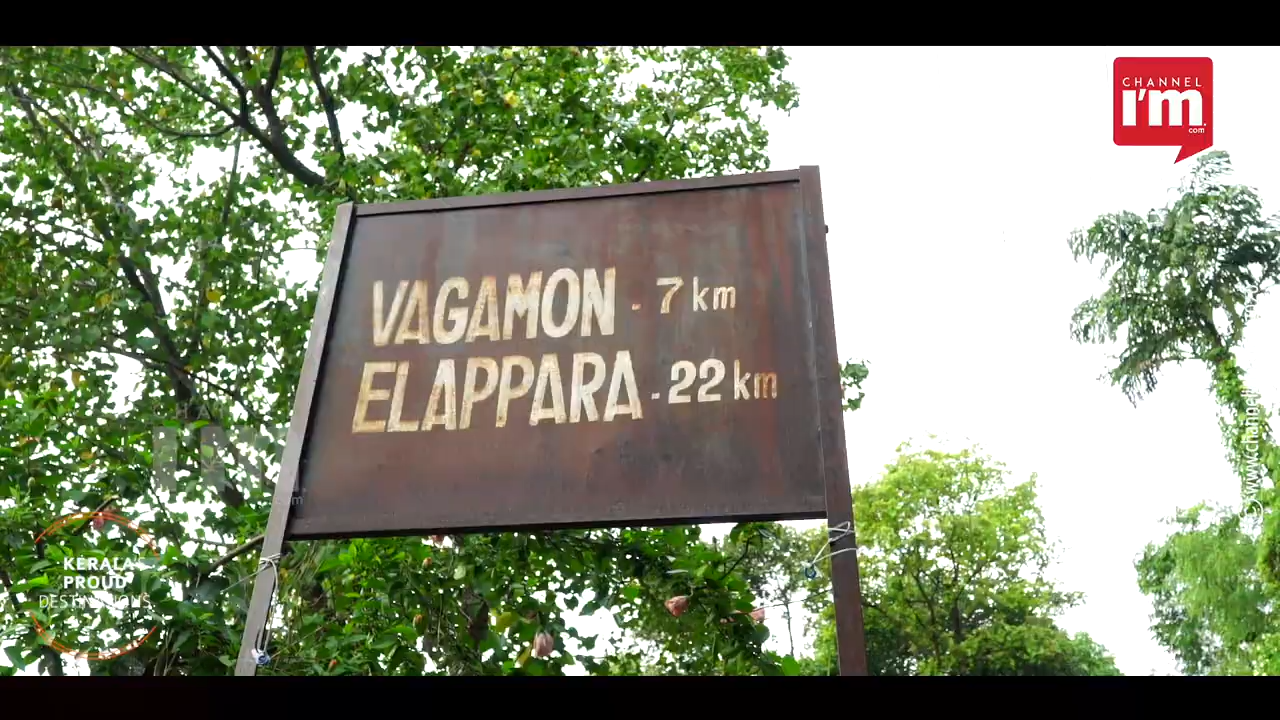 CHANNEL
I'm
.com
VAGAMON - 7 km
ELAPPARA - 22 km
KERALA'S
PROUD
DESTINATIONS